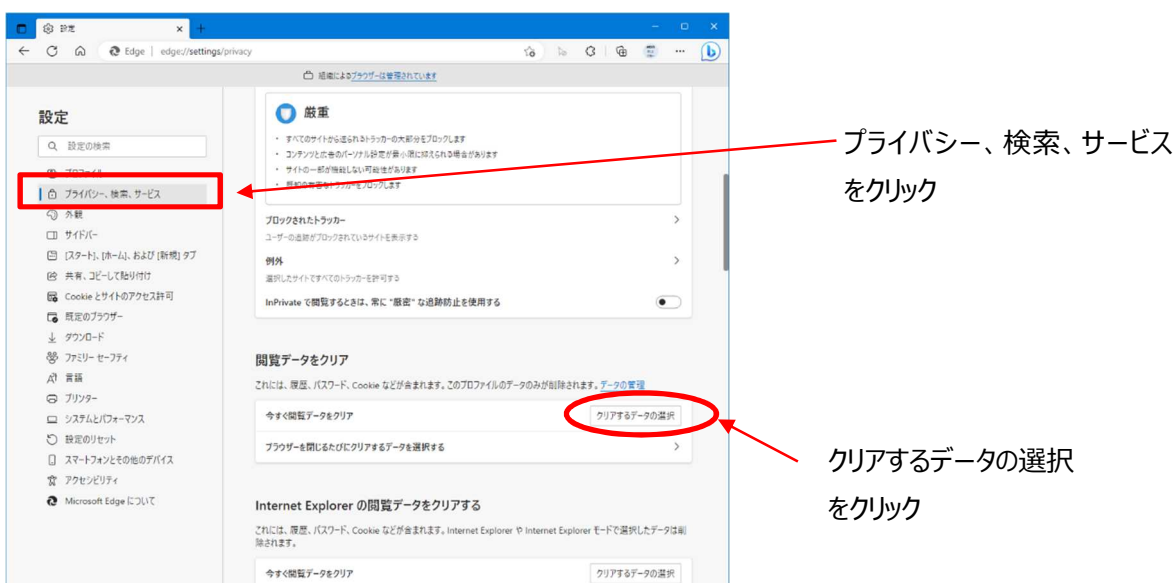 設定
Edge | edge://settings/privacy
組織によるブラウザーは管理されています
設定
設定の検索
プロファイル
プライバシー、検索、サービス
外観
サイドバー
[スタート]、[ホーム]、および [新規] タブ
共有、コピーして貼り付け
Cookie とサイトのアクセス許可
既定のブラウザー
ダウンロード
ファミリー セーフティ
言語
プリンター
システムとパフォーマンス
設定のリセット
スマートフォンとその他のデバイス
アクセシビリティ
Microsoft Edge について
厳重
・ すべてのサイトから送られるトラッカーの大部分をブロックします
・ コンテンツと広告のパーソナル設定が最小限に抑えられる場合があります
・ サイトの一部が機能しない可能性があります
・ 既知の有害なトラッカーをブロックします
ブロックされたトラッカー
ユーザーの追跡がブロックされているサイトを表示する
例外
選択したサイトですべてのトラッカーを許可する
InPrivate で閲覧するときは、常に "厳密" な追跡防止を使用する
閲覧データをクリア
これには、履歴、パスワード、Cookie などが含まれます。このプロファイルのデータのみが削除されます。データの管理
今すぐ閲覧データをクリア
クリアするデータの選択
ブラウザーを閉じるたびにクリアするデータを選択する
Internet Explorer の閲覧データをクリアする
これには、履歴、パスワード、Cookie などが含まれます。Internet Explorer や Internet Explorer モードで選択したデータは削
除されます。
今すぐ閲覧データをクリア
クリアするデータの選択
プライバシー、検索、サービス
をクリック
クリアするデータの選択
をクリック